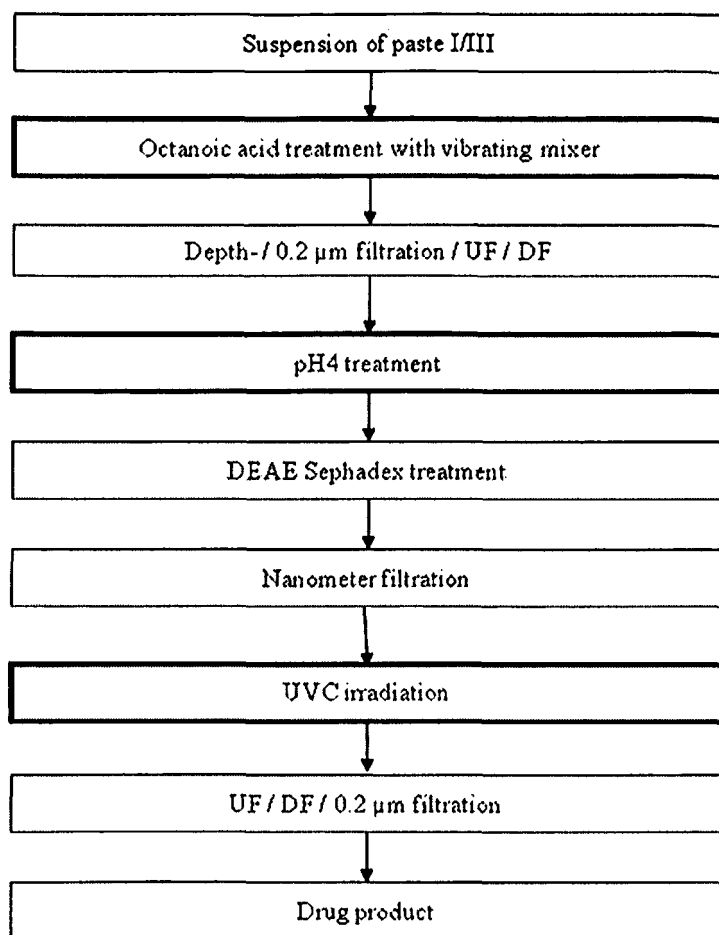 Suspension of paste I/III
Octanoic acid treatment with vibrating mixer
Depth- / 0.2 µm filtration / UF / DF
pH4 treatment
DEAE Sephadex treatment
Nanometer filtration
UVC irradiation
UF / DF / 0.2 µm filtration
Drug product